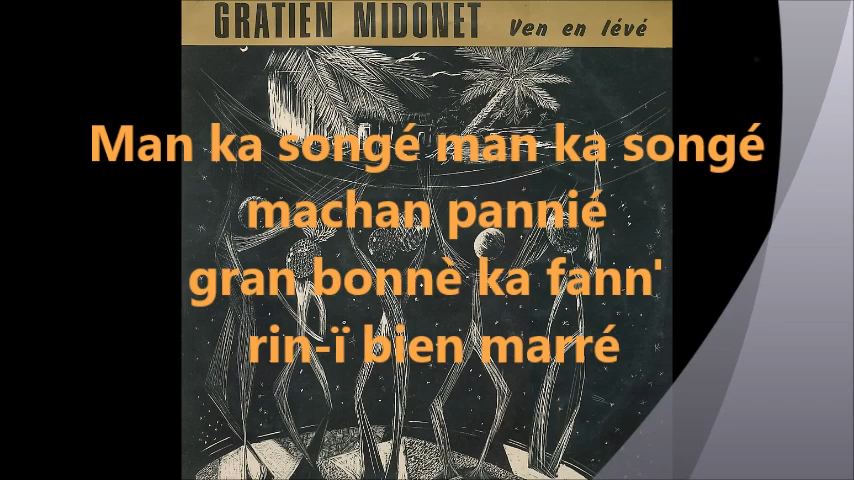 GRATIEN MIDONET Ven en lévé
Man ka songé man ka songé
machan pannié
gran bonnè ka fann'
rin-ï bien marré